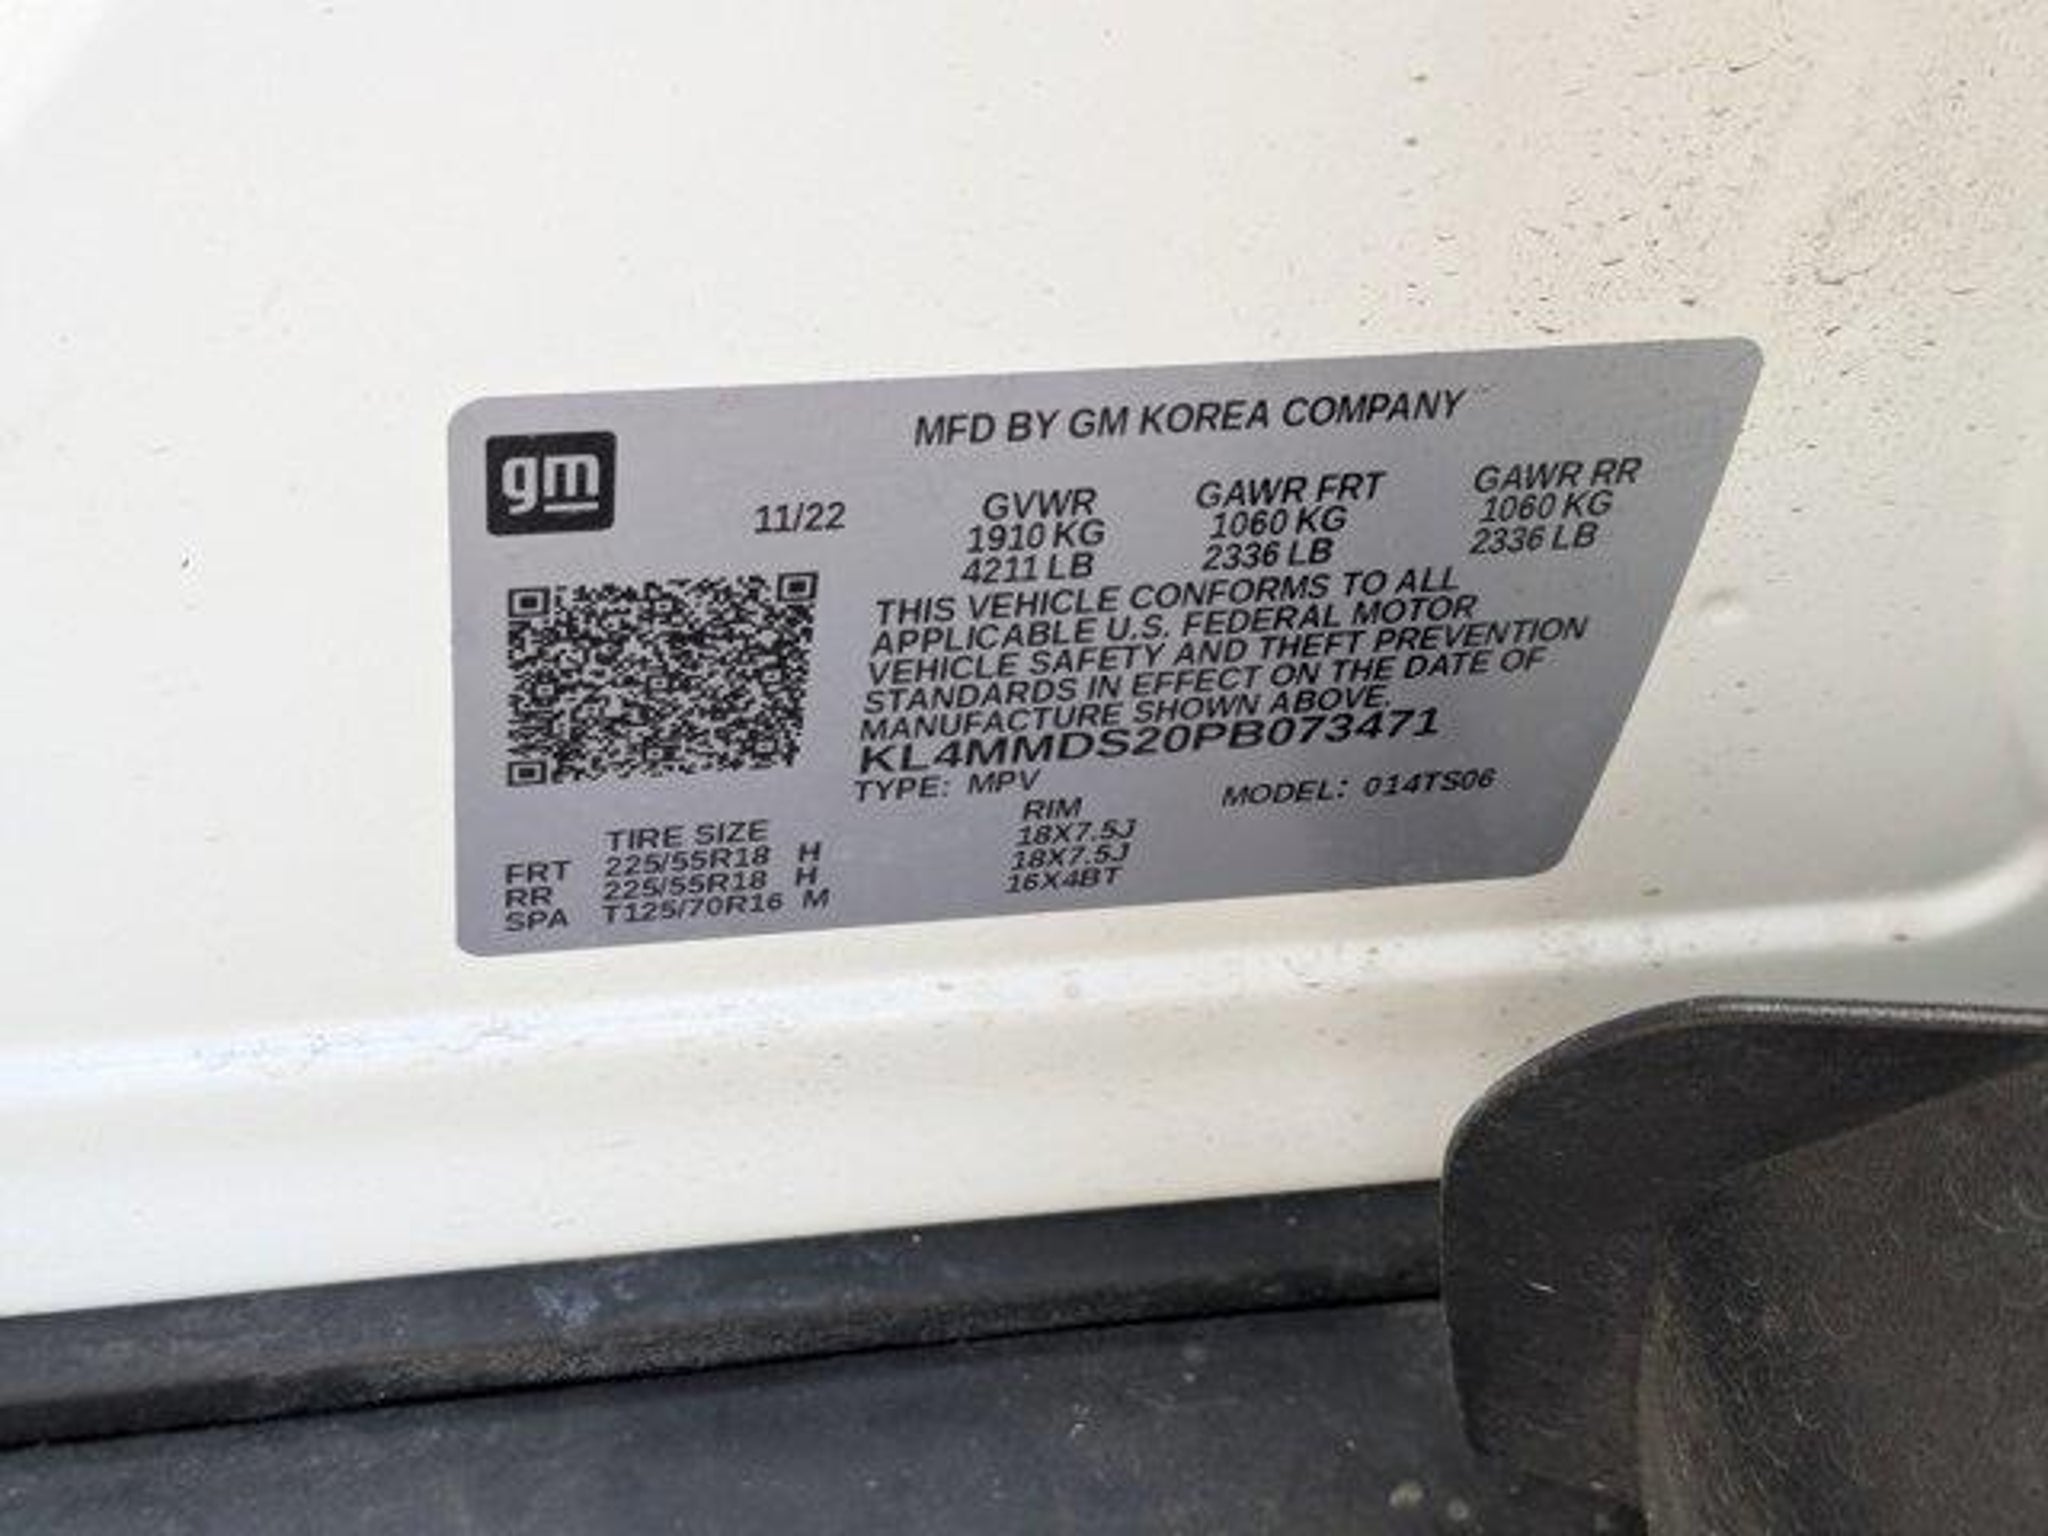 gm
MFD BY GM KOREA COMPANY
11/22
GVWR GAWR FRT GAWR RR
1910 KG 1060 KG 1060 KG
4211 LB 2336 LB 2336 LB
THIS VEHICLE CONFORMS TO ALL
APPLICABLE U.S. FEDERAL MOTOR
VEHICLE SAFETY AND THEFT PREVENTION
STANDARDS IN EFFECT ON THE DATE OF
MANUFACTURE SHOWN ABOVE.
KL4MMDS20PB073471
TYPE: MPV MODEL: 014TS06
TIRE SIZE RIM
FRT 225/55R18 H 18X7.5J
RR 225/55R18 H 18X7.5J
SPA T125/70R16 M 16X4BT